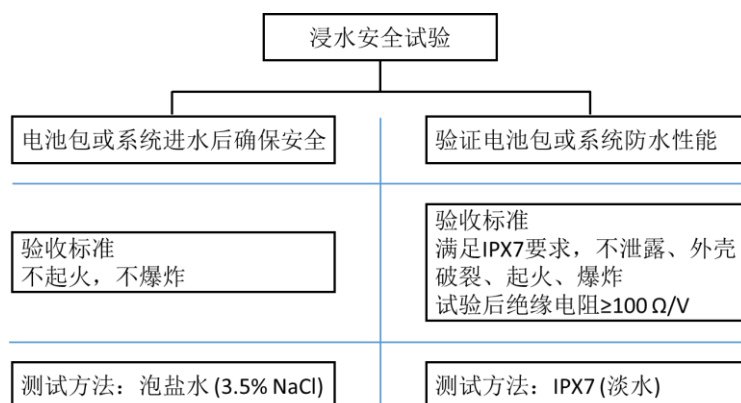 浸水安全试验
电池包或系统进水后确保安全
验证电池包或系统防水性能
验收标准
不起火，不爆炸
验收标准
满足IPX7要求，不泄露、外壳
破裂、起火、爆炸
试验后绝缘电阻≥100 Ω/V
测试方法：泡盐水 (3.5% NaCl)
测试方法：IPX7 (淡水)